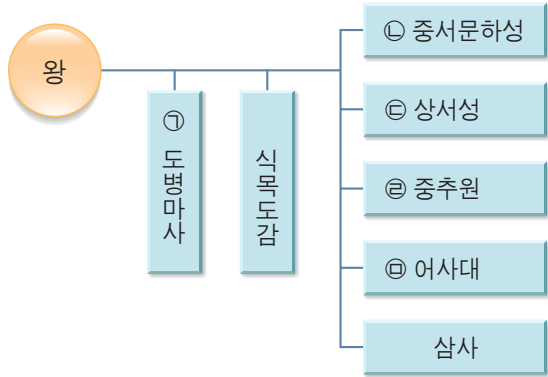 왕
㉠ 도병마사
식목도감
㉡ 중서문하성
㉢ 상서성
㉣ 중추원
㉤ 어사대
삼사